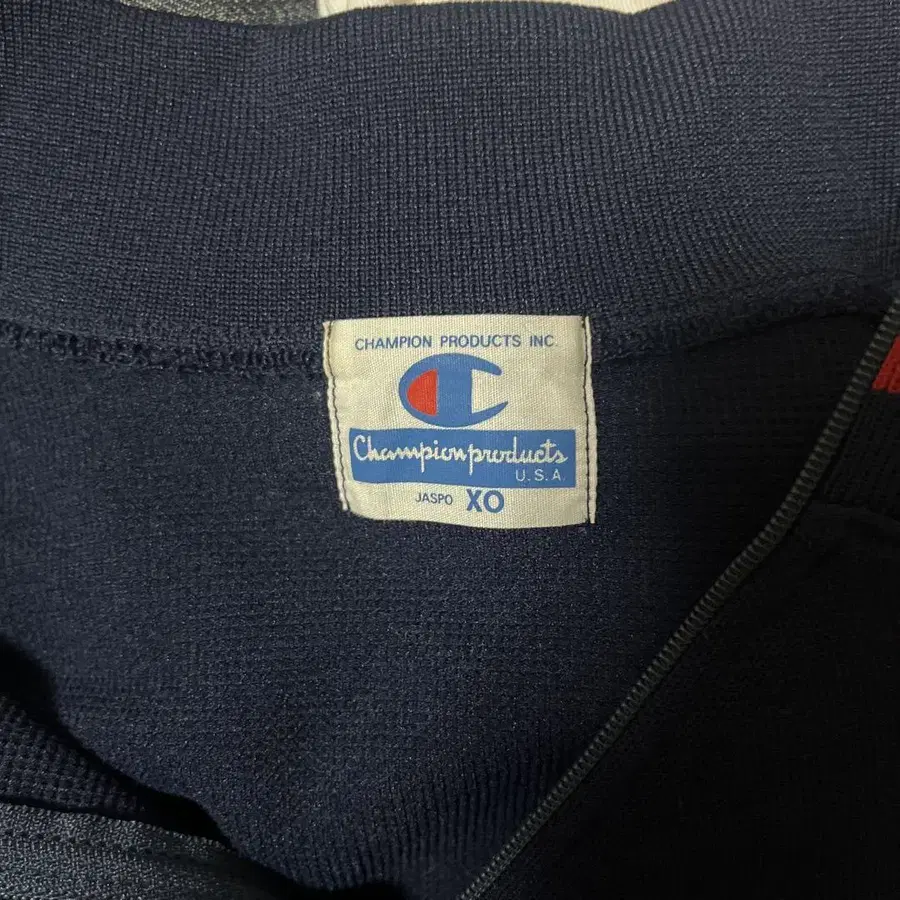 CHAMPION PRODUCTS INC.
Championproducts
U.S.A.
JASPO XO